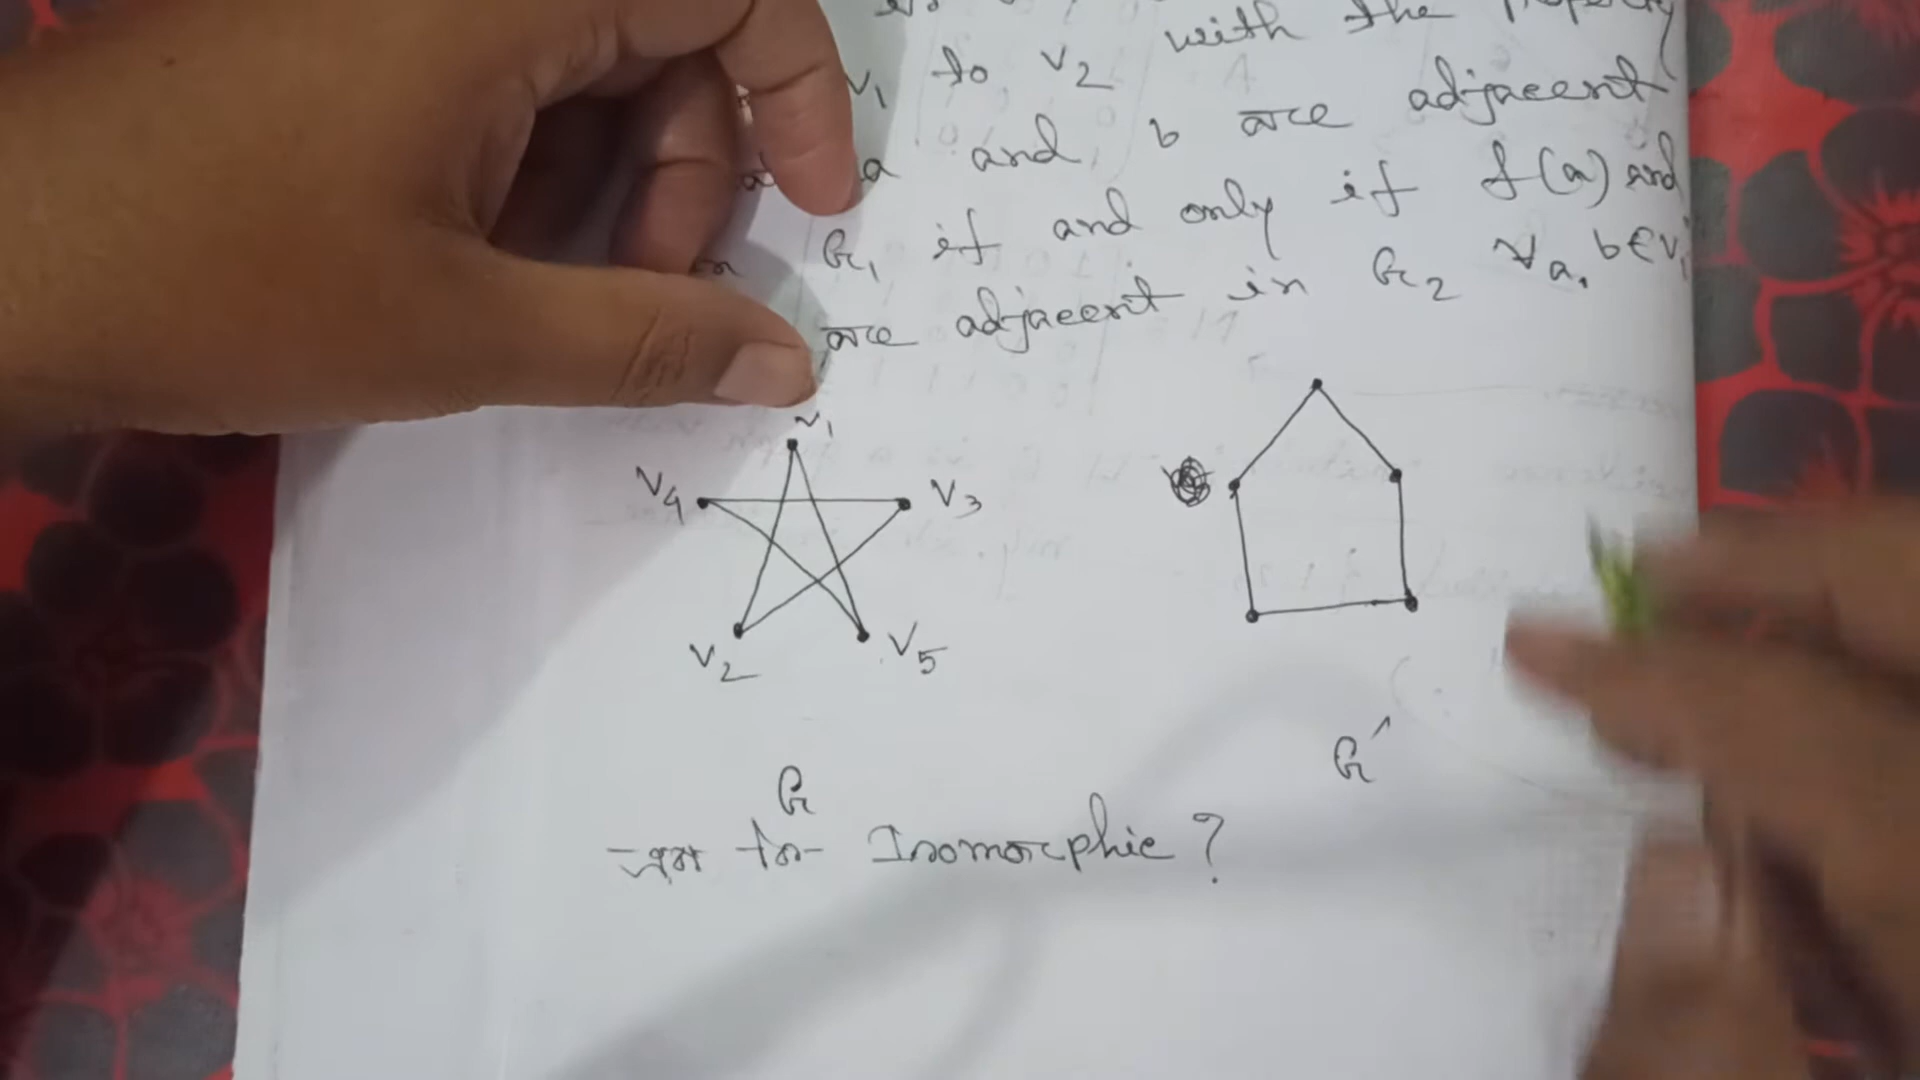 V₁ to V₂ with the property
a and b are adjacent
G₁ if and only if f(a) and
are adjacent in G₂ ∀a, b∈V₁
V₁
V₄ V₃
V₂ V₅
G G'
Isomorphic?